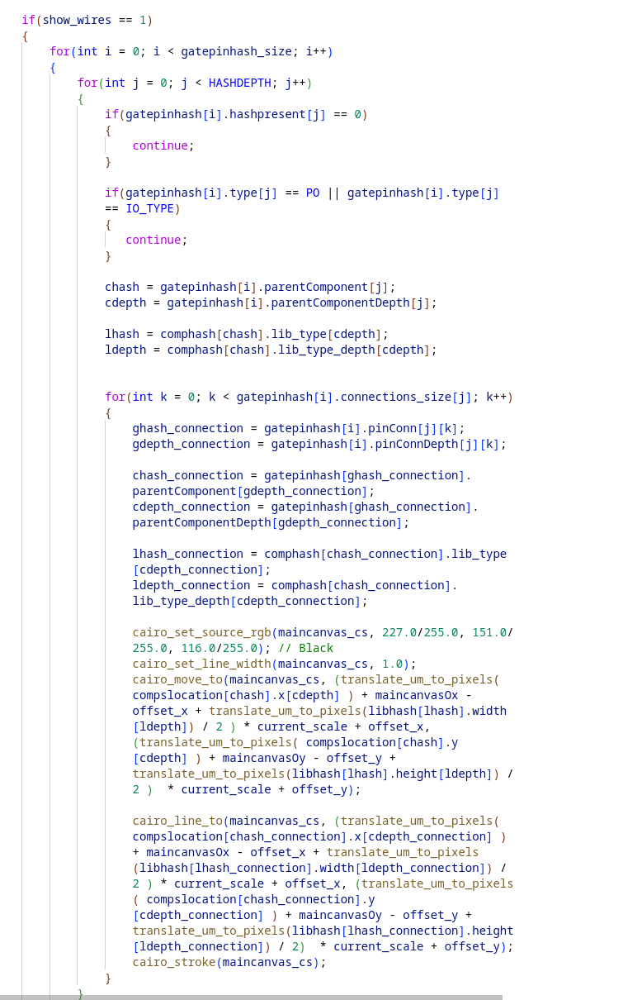 if(show_wires == 1)
{
for(int i = 0; i < gatepinhash_size; i++)
{
for(int j = 0; j < HASHDEPTH; j++)
{
if(gatepinhash[i].hashpresent[j] == 0)
{
continue;
}
if(gatepinhash[i].type[j] == PO || gatepinhash[i].type[j]
== IO_TYPE)
{
continue;
}
chash = gatepinhash[i].parentComponent[j];
cdepth = gatepinhash[i].parentComponentDepth[j];
lhash = comphash[chash].lib_type[cdepth];
ldepth = comphash[chash].lib_type_depth[cdepth];
for(int k = 0; k < gatepinhash[i].connections_size[j]; k++)
{
ghash_connection = gatepinhash[i].pinConn[j][k];
gdepth_connection = gatepinhash[i].pinConnDepth[j][k];
chash_connection = gatepinhash[ghash_connection].
parentComponent[gdepth_connection];
cdepth_connection = gatepinhash[ghash_connection].
parentComponentDepth[gdepth_connection];
lhash_connection = comphash[chash_connection].lib_type
[cdepth_connection];
ldepth_connection = comphash[chash_connection].
lib_type_depth[cdepth_connection];
cairo_set_source_rgb(maincanvas_cs, 227.0/255.0, 151.0/
255.0, 116.0/255.0); // Black
cairo_set_line_width(maincanvas_cs, 1.0);
cairo_move_to(maincanvas_cs, (translate_um_to_pixels(
compslocation[chash].x[cdepth] ) + maincanvasOx -
offset_x + translate_um_to_pixels(libhash[lhash].width
[ldepth]) / 2 ) * current_scale + offset_x,
(translate_um_to_pixels( compslocation[chash].y
[cdepth] ) + maincanvasOy - offset_y +
translate_um_to_pixels(libhash[lhash].height[ldepth]) /
2 )  * current_scale + offset_y);
cairo_line_to(maincanvas_cs, (translate_um_to_pixels(
compslocation[chash_connection].x[cdepth_connection] )
+ maincanvasOx - offset_x + translate_um_to_pixels
(libhash[lhash_connection].width[ldepth_connection]) /
2 ) * current_scale + offset_x, (translate_um_to_pixels
( compslocation[chash_connection].y
[cdepth_connection] ) + maincanvasOy - offset_y +
translate_um_to_pixels(libhash[lhash_connection].height
[ldepth_connection]) / 2)  * current_scale + offset_y);
cairo_stroke(maincanvas_cs);
}
}